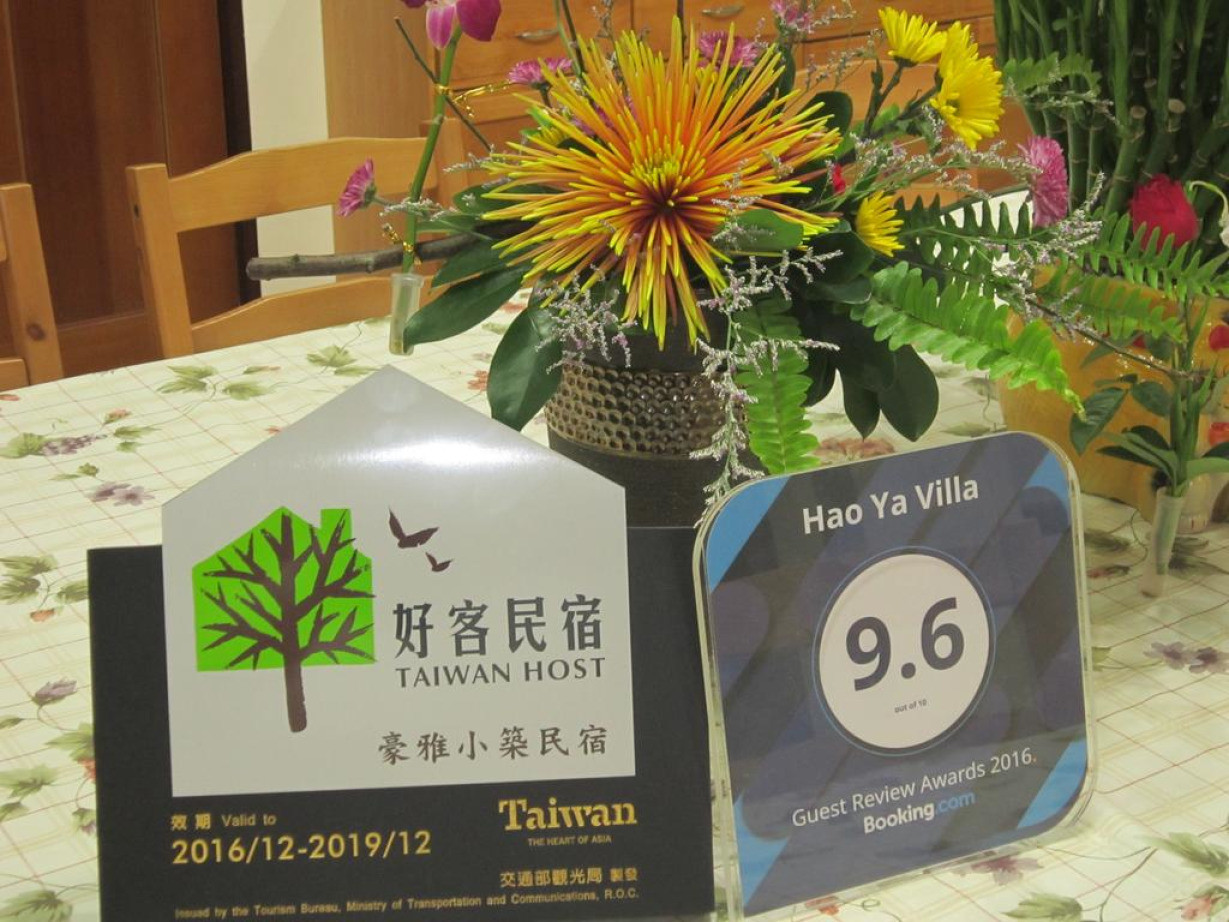 好客民宿
TAIWAN HOST
豪雅小築民宿
效期 Valid to
2016/12-2019/12
Taiwan
THE HEART OF ASIA
交通部觀光局 製發
Issued by the Tourism Bureau, Ministry of Transportation and Communications, R.O.C.
Hao Ya Villa
9.6
out of 10
Guest Review Awards 2016.
Booking.com